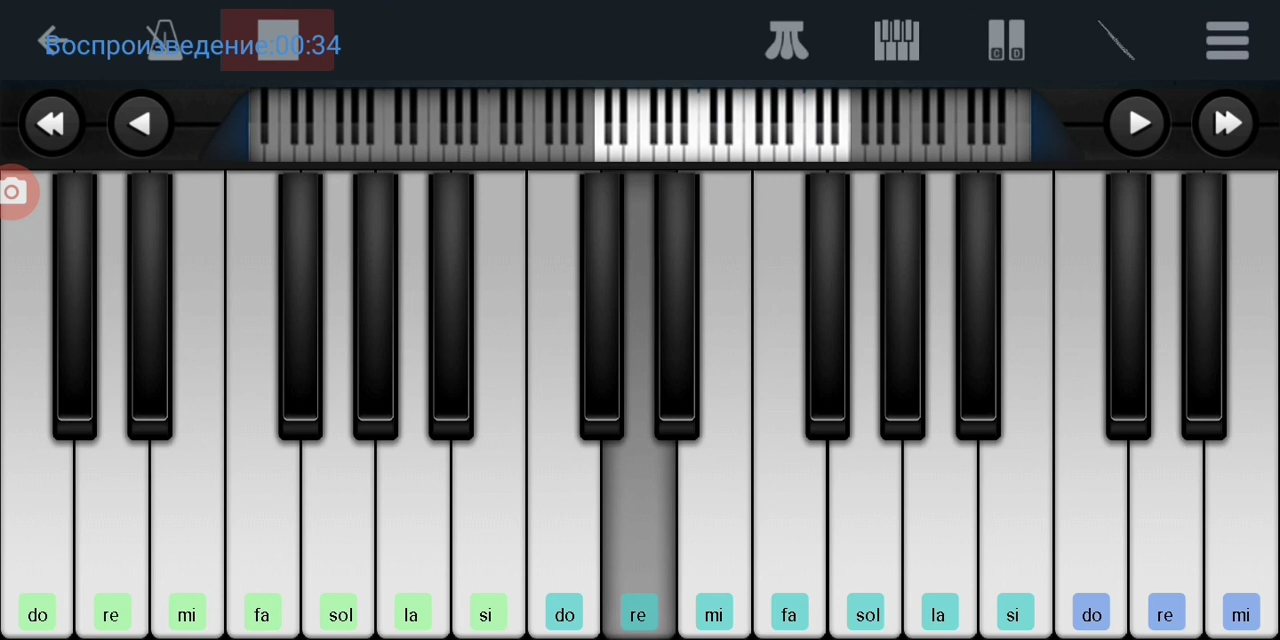 Воспроизведение:00:34
C D
do re mi fa sol la si do re mi fa sol la si do re mi